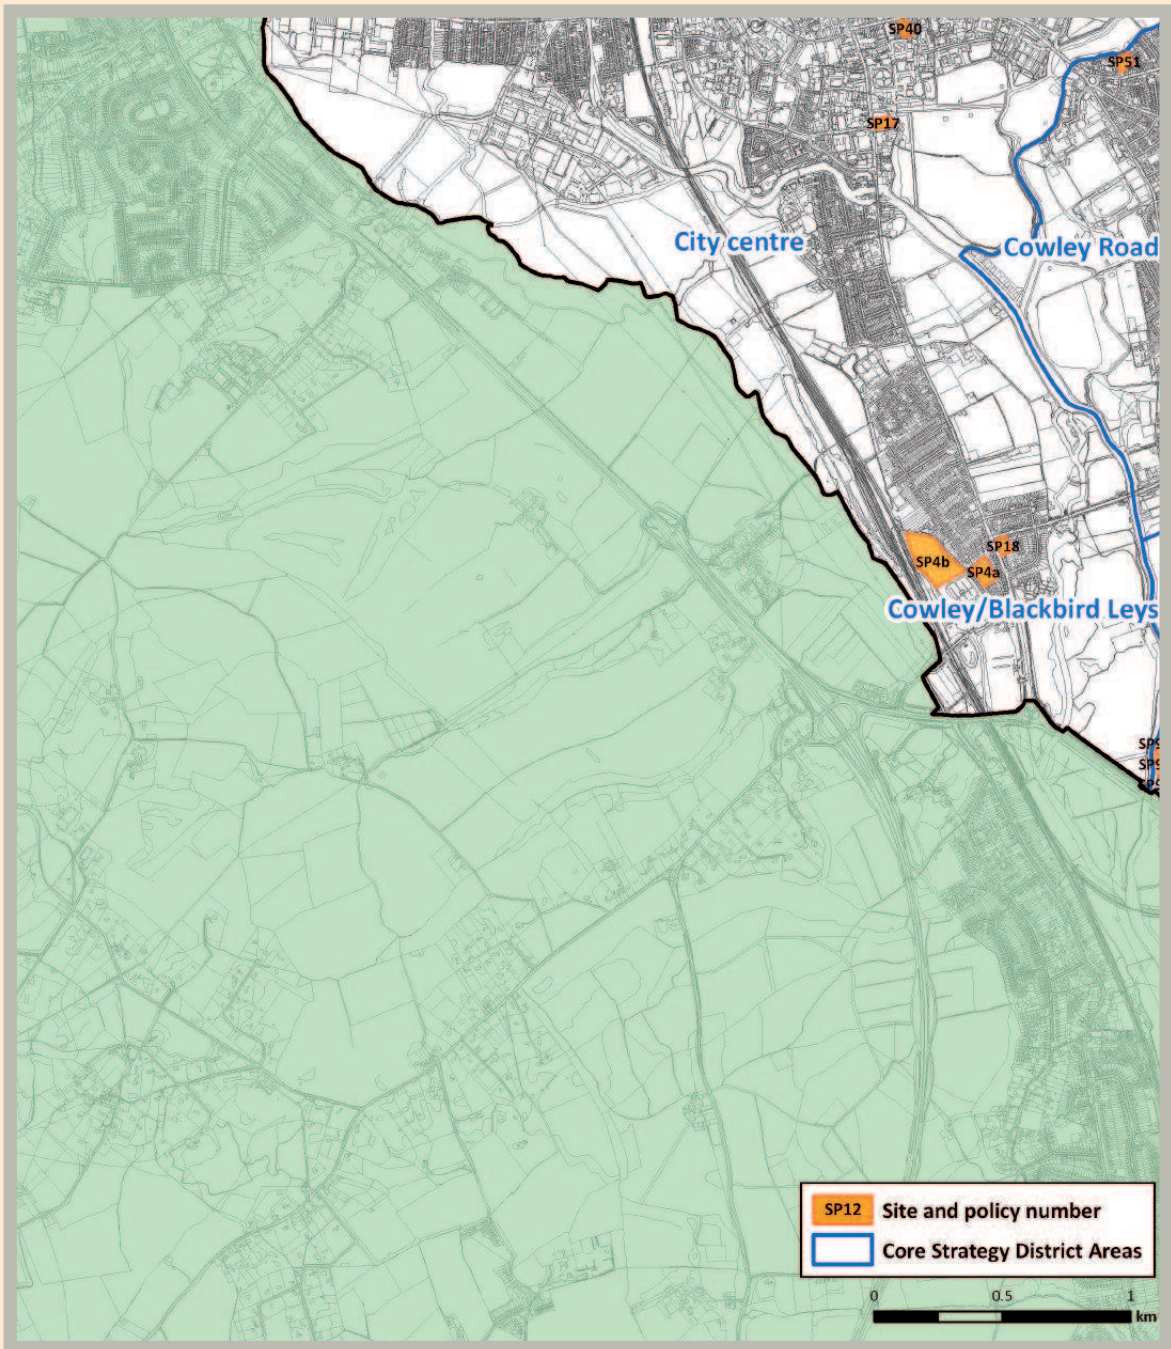 SP40
SP51
SP17
City centre
Cowley Road
SP18
SP4b
SP4a
Cowley/Blackbird Leys
SP12 Site and policy number
Core Strategy District Areas
0 0.5 1
km